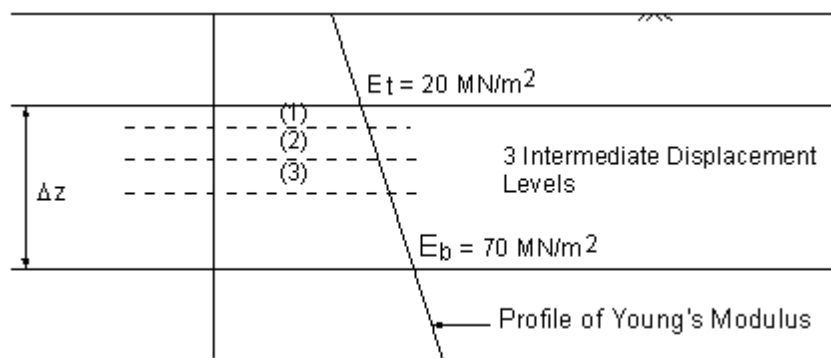 Et = 20 MN/m²
(1)
(2)
(3)
3 Intermediate Displacement
Levels
Δz
Eb = 70 MN/m²
Profile of Young's Modulus